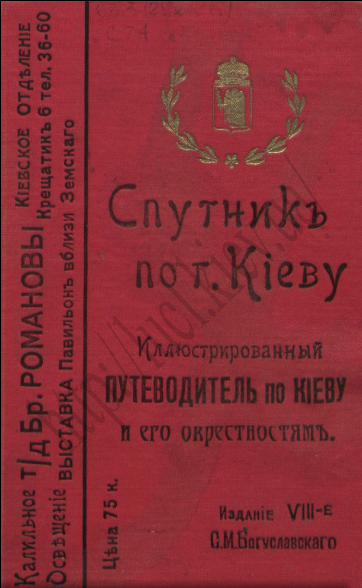 Спутникъ
по г. Кіеву
Иллюстрированный
ПУТЕВОДИТЕЛЬ по КІЕВУ
и его окрестностямъ.
Изданіе VIII-е
С.М.Богуславскаго
Цѣна 75 к.
Калильное Т/Д Бр. РОМАНОВЫ КІЕВСКОЕ ОТДѢЛЕНІЕ
Крещатикъ 6 тел. 36-60
Освѣщеніе ВЫСТАВКА Павильонъ вблизи Земскаго